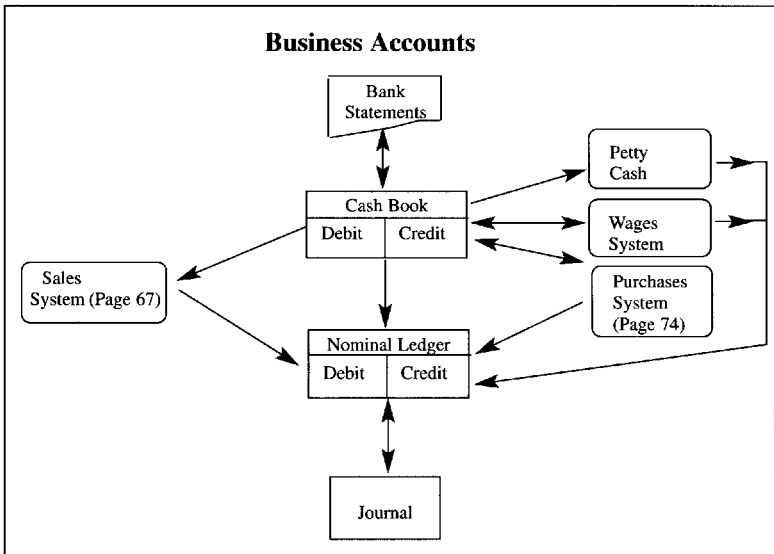 Business Accounts
Bank
Statements
Petty
Cash
Cash Book
Debit Credit
Wages
System
Sales
System (Page 67)
Purchases
System
(Page 74)
Nominal Ledger
Debit Credit
Journal